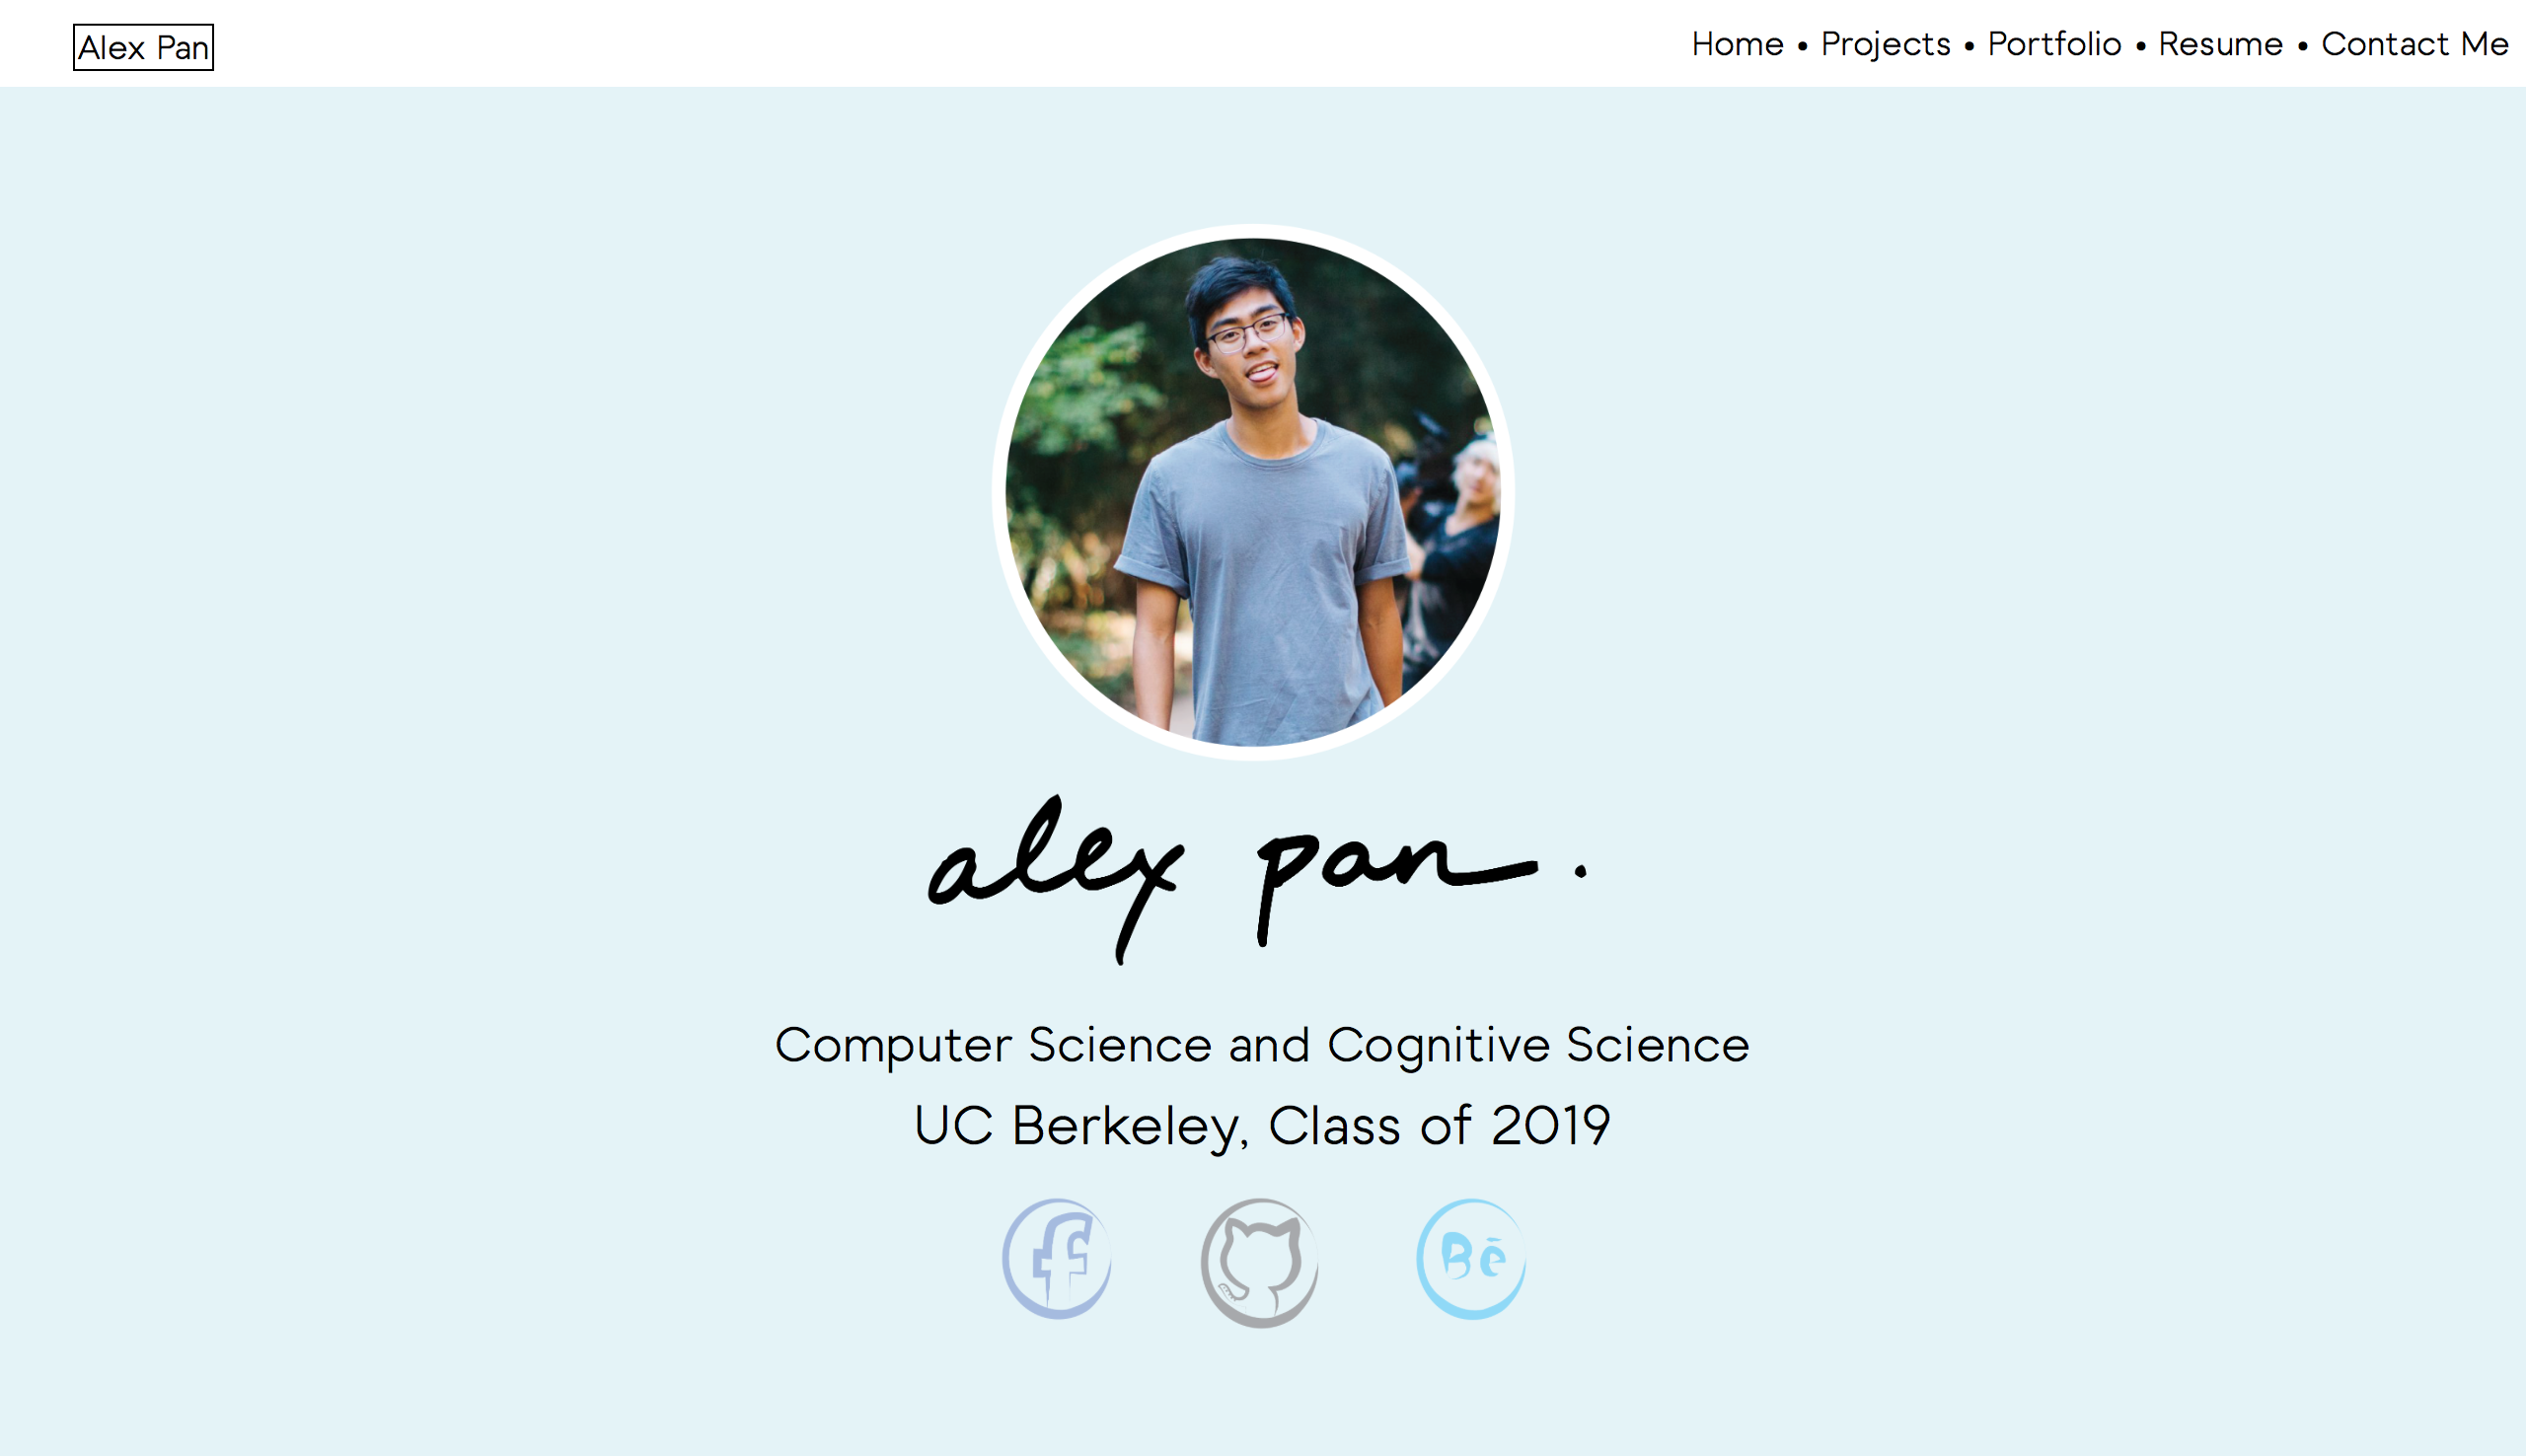 Alex Pan
Home • Projects • Portfolio • Resume • Contact Me
alex pan .
Computer Science and Cognitive Science
UC Berkeley, Class of 2019
f Bē